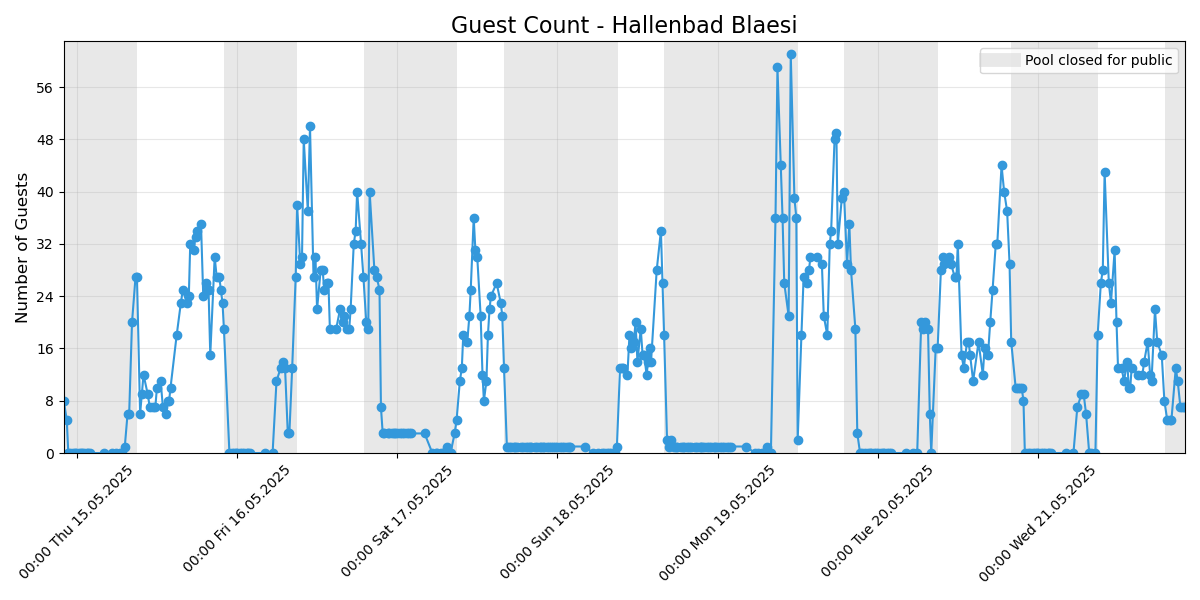 Guest Count - Hallenbad Blaesi
Pool closed for public
Number of Guests
56
48
40
32
24
16
8
0
00:00 Thu 15.05.2025
00:00 Fri 16.05.2025
00:00 Sat 17.05.2025
00:00 Sun 18.05.2025
00:00 Mon 19.05.2025
00:00 Tue 20.05.2025
00:00 Wed 21.05.2025